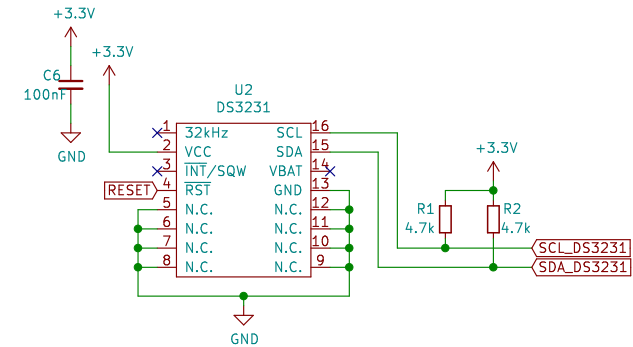 +3.3V
+3.3V
C6
100nF
GND
U2
DS3231
1 32kHz SCL 16
2 VCC SDA 15
3 INT/SQW VBAT 14
RESET 4 RST GND 13
5 N.C. N.C. 12
6 N.C. N.C. 11
7 N.C. N.C. 10
8 N.C. N.C. 9
GND
+3.3V
R1 R2
4.7k 4.7k
SCL_DS3231
SDA_DS3231